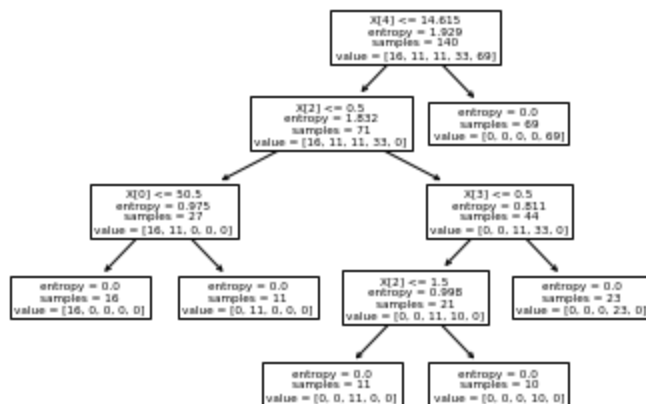 X[4] <= 14.615
entropy = 1.929
samples = 140
value = [16, 11, 11, 33, 69]
X[2] <= 0.5
entropy = 1.832
samples = 71
value = [16, 11, 11, 33, 0]
entropy = 0.0
samples = 69
value = [0, 0, 0, 0, 69]
X[0] <= 50.5
entropy = 0.975
samples = 27
value = [16, 11, 0, 0, 0]
X[3] <= 0.5
entropy = 0.811
samples = 44
value = [0, 0, 11, 33, 0]
entropy = 0.0
samples = 16
value = [16, 0, 0, 0, 0]
entropy = 0.0
samples = 11
value = [0, 11, 0, 0, 0]
X[2] <= 1.5
entropy = 0.998
samples = 21
value = [0, 0, 11, 10, 0]
entropy = 0.0
samples = 23
value = [0, 0, 0, 23, 0]
entropy = 0.0
samples = 11
value = [0, 0, 11, 0, 0]
entropy = 0.0
samples = 10
value = [0, 0, 0, 10, 0]